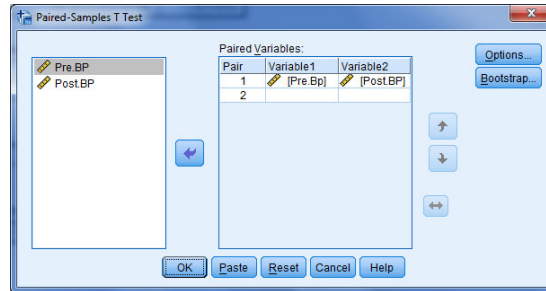 Paired-Samples T Test
Pre.BP
Post.BP
Paired Variables:
Pair Variable1 Variable2
1 [Pre.Bp] [Post.BP]
2
Options...
Bootstrap...
OK Paste Reset Cancel Help